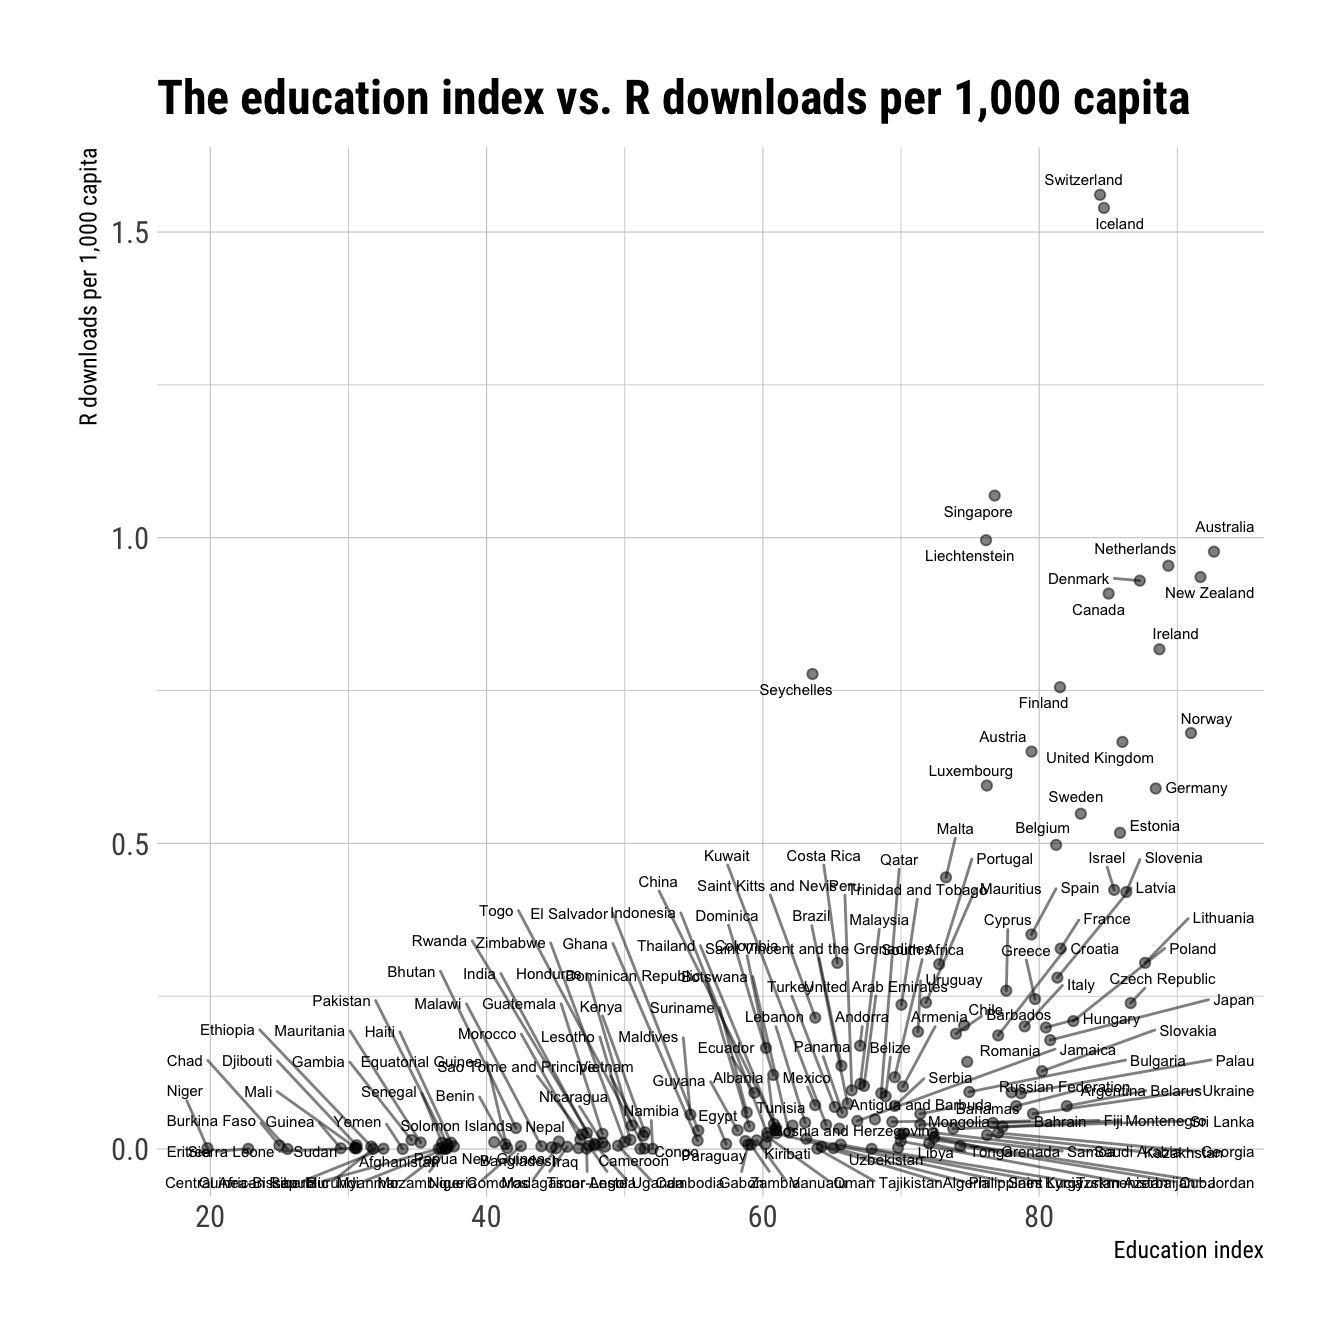 The education index vs. R downloads per 1,000 capita
R downloads per 1,000 capita
Switzerland
Iceland
1.5
Singapore
Australia
1.0
Netherlands
Liechtenstein
Denmark
New Zealand
Canada
Ireland
Seychelles
Finland
Norway
Austria
United Kingdom
Luxembourg
Germany
Sweden
Malta
Belgium
Estonia
0.5
Kuwait
Costa Rica
Qatar
Portugal
Israel
Slovenia
China
Saint Kitts and Nevis
Peru
Trinidad and Tobago
Mauritius
Spain
Latvia
Togo
El Salvador
Indonesia
Dominica
Brazil
Malaysia
Cyprus
France
Lithuania
Rwanda
Zimbabwe
Ghana
Thailand
Colombia
Saint Vincent and the Grenadines
South Africa
Greece
Croatia
Poland
Bhutan
India
Honduras
Dominican Republic
Botswana
Turkey
United Arab Emirates
Uruguay
Italy
Czech Republic
Pakistan
Malawi
Guatemala
Kenya
Suriname
Lebanon
Andorra
Armenia
Chile
Barbados
Hungary
Japan
Ethiopia
Mauritania
Haiti
Morocco
Lesotho
Maldives
Ecuador
Panama
Belize
Romania
Jamaica
Slovakia
Chad
Djibouti
Gambia
Equatorial Guinea
Sao Tome and Principe
Vietnam
Guyana
Albania
Mexico
Serbia
Russian Federation
Bulgaria
Palau
Niger
Mali
Senegal
Benin
Nicaragua
Namibia
Egypt
Tunisia
Antigua and Barbuda
Bahamas
Argentina
Belarus
Ukraine
Burkina Faso
Guinea
Yemen
Solomon Islands
Nepal
Bosnia and Herzegovina
Mongolia
Bahrain
Fiji
Montenegro
Sri Lanka
0.0
Eritrea
Sierra Leone
Sudan
Afghanistan
Papua New Guinea
Bangladesh
Iraq
Cameroon
Congo
Paraguay
Kiribati
Uzbekistan
Libya
Tonga
Grenada
Samoa
Saudi Arabia
Kazakhstan
Georgia
Central African Republic
Guinea-Bissau
Burundi
Myanmar
Mozambique
Nigeria
Comoros
Madagascar
Timor-Leste
Angola
Uganda
Cambodia
Gabon
Zambia
Vanuatu
Oman
Tajikistan
Algeria
Philippines
Kyrgyzstan
Turkmenistan
Azerbaijan
Cuba
Jordan
20
40
60
80
Education index